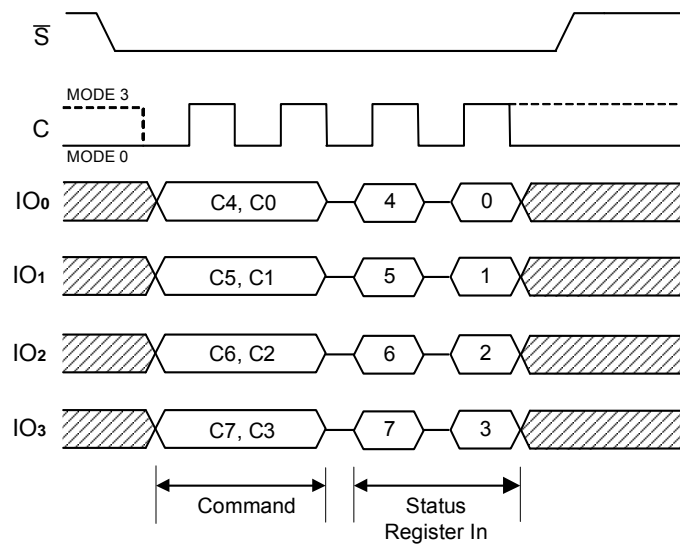 S
MODE 3
C
MODE 0
IO0 C4, C0 4 0
IO1 C5, C1 5 1
IO2 C6, C2 6 2
IO3 C7, C3 7 3
Command Status
Register In